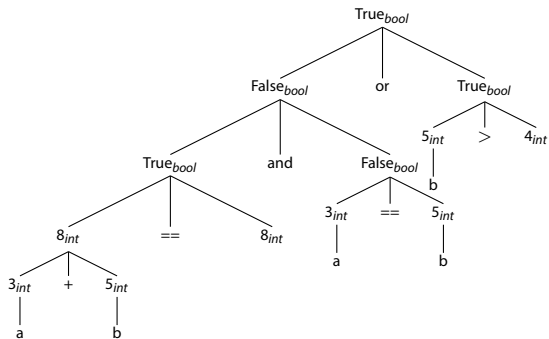 True_bool
False_bool or True_bool
5_int > 4_int
True_bool and False_bool
b
3_int == 5_int
8_int == 8_int
a b
3_int + 5_int
a b